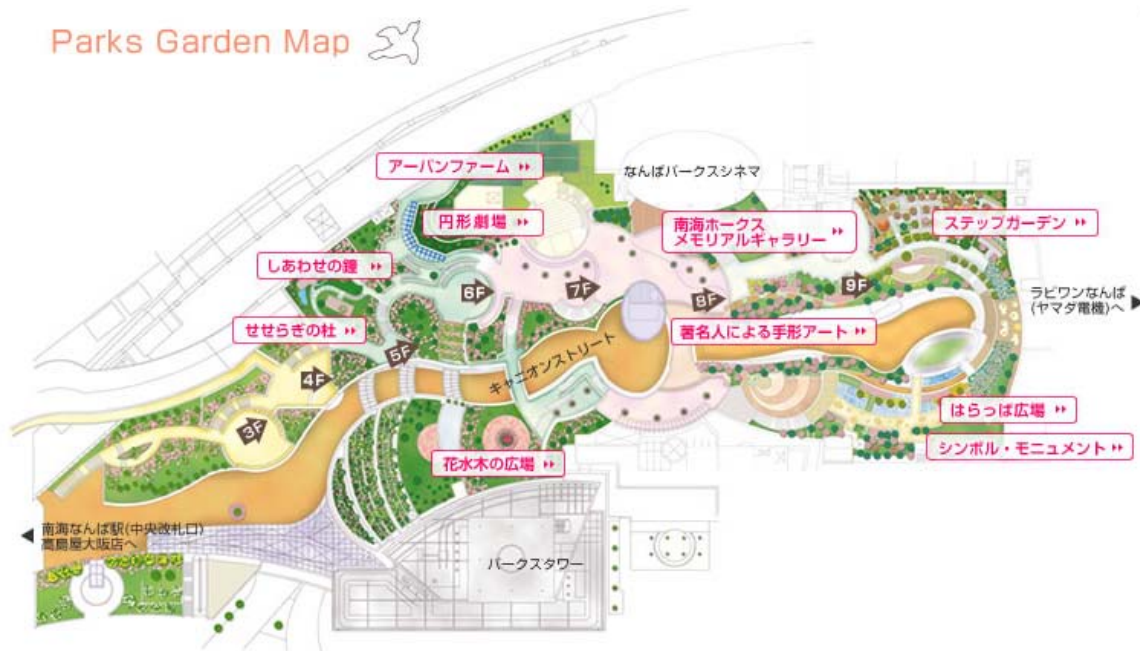 Parks Garden Map
アーバンファーム
なんばパークスシネマ
円形劇場
南海ホークス
メモリアルギャラリー
ステップガーデン
しあわせの鐘
6F
7F
8F
9F
ラビワンなんば
(ヤマダ電機)へ
せせらぎの杜
著名人による手形アート
5F
キャニオンストリート
4F
3F
はらっぱ広場
シンボル・モニュメント
花水木の広場
南海なんば駅(中央改札口)
高島屋大阪店へ
パークスタワー